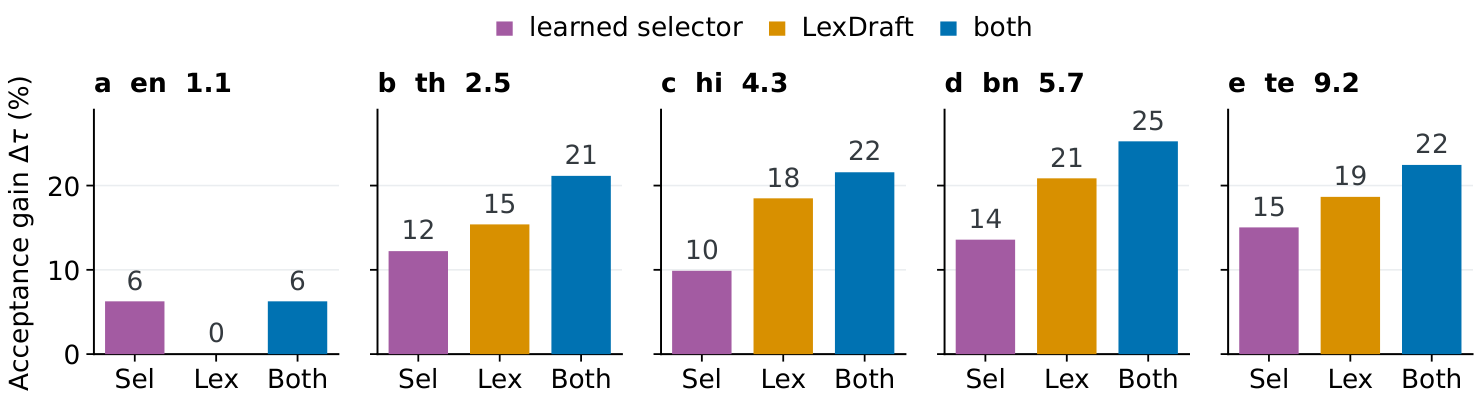 learned selector LexDraft both
Acceptance gain Δτ (%)
a en 1.1
20
10
0
6
0
6
Sel Lex Both
b th 2.5
12
15
21
Sel Lex Both
c hi 4.3
10
18
22
Sel Lex Both
d bn 5.7
14
21
25
Sel Lex Both
e te 9.2
15
19
22
Sel Lex Both